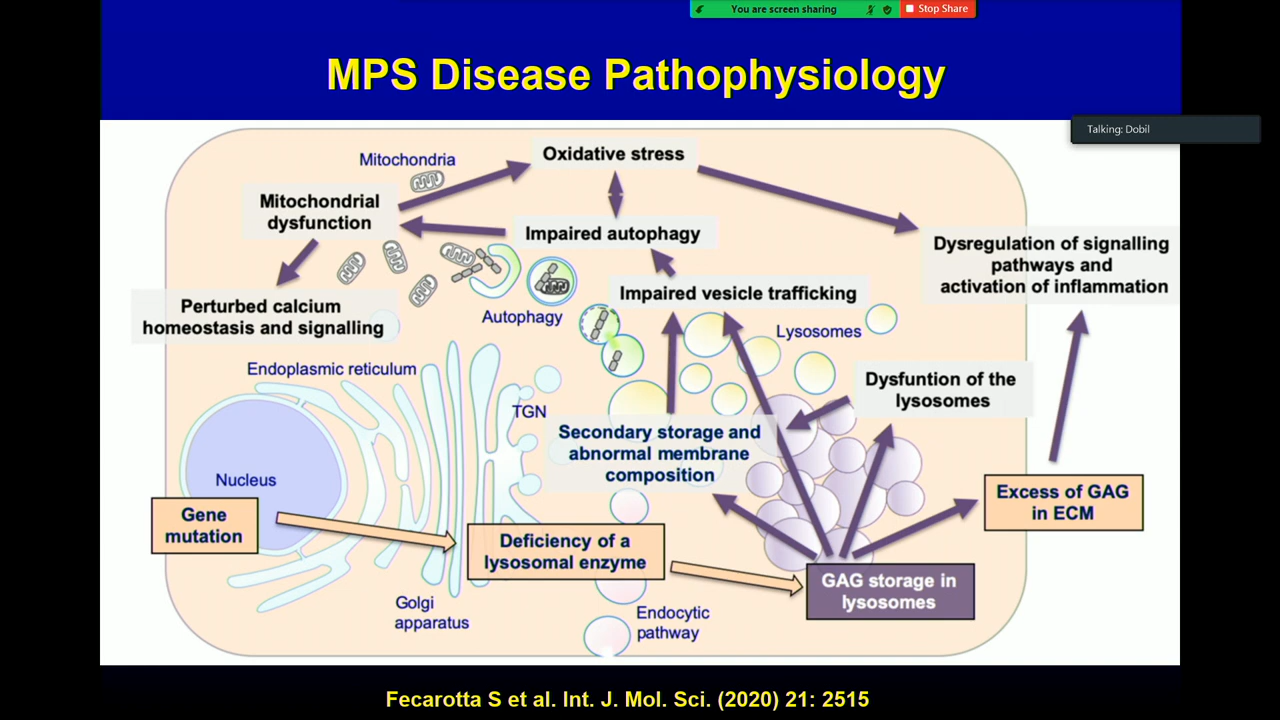 You are screen sharing
Stop Share
MPS Disease Pathophysiology
Talking: Dobil
Mitochondria
Oxidative stress
Mitochondrial
dysfunction
Impaired autophagy
Dysregulation of signalling
pathways and
activation of inflammation
Perturbed calcium
homeostasis and signalling
Impaired vesicle trafficking
Autophagy
Lysosomes
Endoplasmic reticulum
Dysfuntion of the
lysosomes
TGN
Secondary storage and
abnormal membrane
composition
Nucleus
Gene
mutation
Excess of GAG
in ECM
Deficiency of a
lysosomal enzyme
GAG storage in
lysosomes
Golgi
apparatus
Endocytic
pathway
Fecarotta S et al. Int. J. Mol. Sci. (2020) 21: 2515